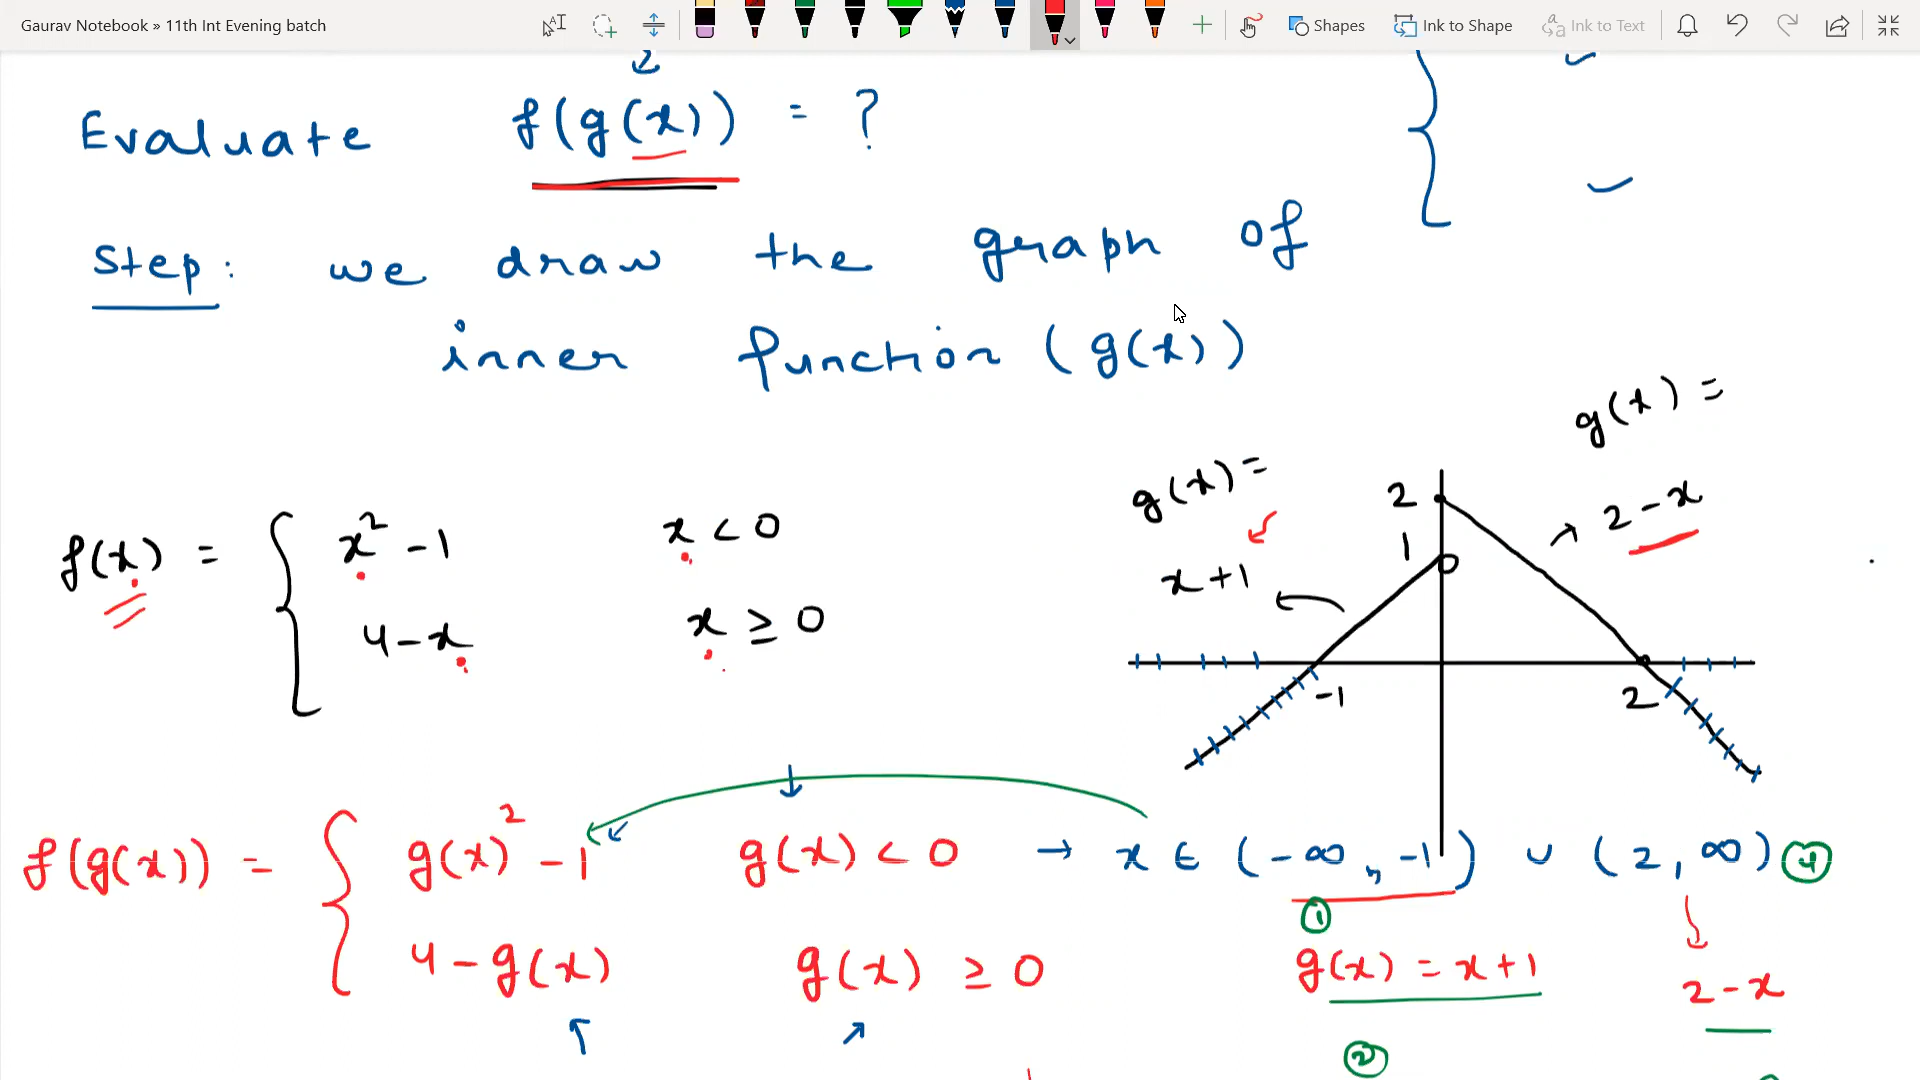 Gaurav Notebook » 11th Int Evening batch
Shapes
Ink to Shape
Ink to Text
Evaluate f(g(x)) = ?
Step: we draw the graph of
inner function (g(x))
g(x) =
2-x
g(x) =
x+1
2
1
-1
2
f(x) = { x² -1 x < 0
4-x x ≥ 0
f(g(x)) = { g(x)² -1 g(x) < 0 → x ∈ (-∞, -1) ∪ (2, ∞) ④
4 - g(x) g(x) ≥ 0
①
g(x) = x+1
2-x
②